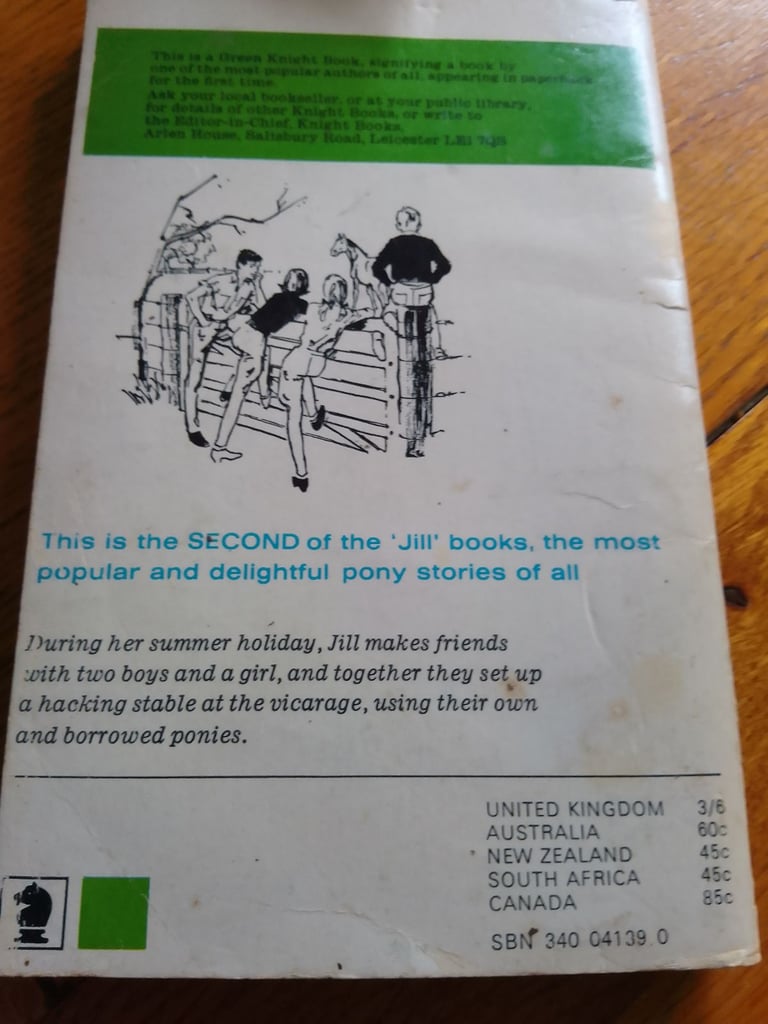 This is a Green Knight Book, signifying a book by
one of the most popular authors of all, appearing in paperback
for the first time.
Ask your local bookseller, or at your public library,
for details of other Knight Books, or write to
the Editor-in-Chief, Knight Books,
Arlen House, Salisbury Road, Leicester LE1 7QS
This is the SECOND of the 'Jill' books, the most
popular and delightful pony stories of all
During her summer holiday, Jill makes friends
with two boys and a girl, and together they set up
a hacking stable at the vicarage, using their own
and borrowed ponies.
UNITED KINGDOM 3/6
AUSTRALIA 60c
NEW ZEALAND 45c
SOUTH AFRICA 45c
CANADA 85c
SBN 340 04139 0